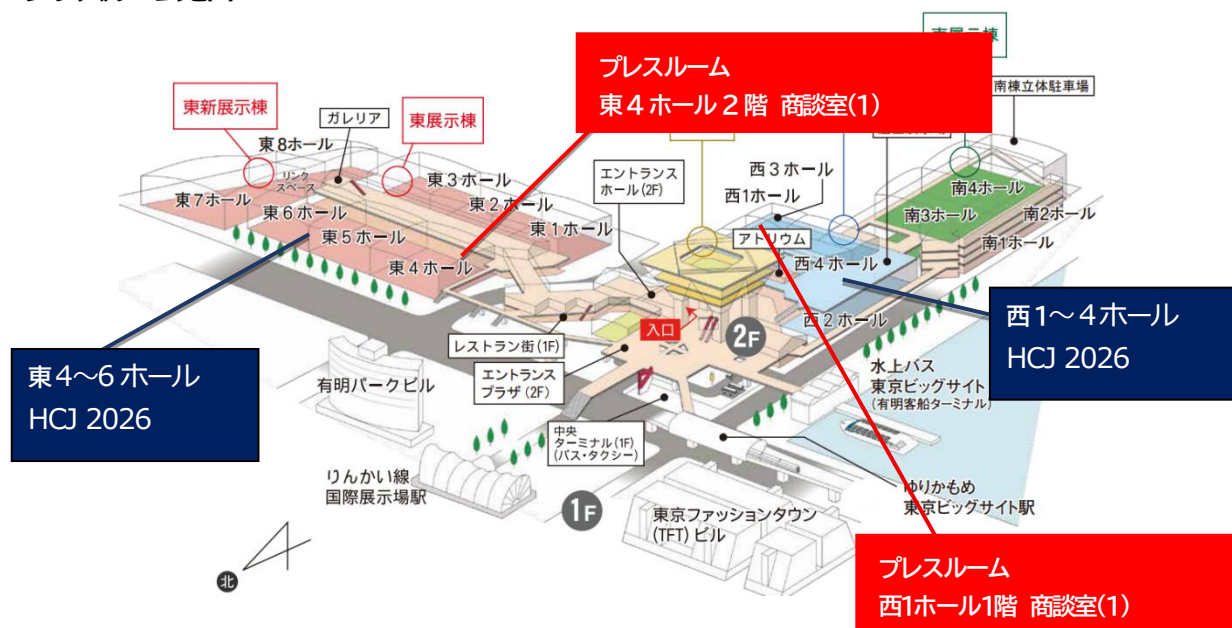 プレスルーム
東４ホール２階 商談室(1)
南棟立体駐車場
東新展示棟
ガレリア
東展示棟
東8ホール
リンク
スペース
東7ホール
東6ホール
東5ホール
東4ホール
東3ホール
東2ホール
東1ホール
エントランス
ホール(2F)
西3ホール
西1ホール
アトリウム
西4ホール
西2ホール
南4ホール
南3ホール
南2ホール
南1ホール
入口
2F
レストラン街(1F)
エントランス
プラザ(2F)
中央
ターミナル(1F)
(バス・タクシー)
有明パークビル
水上バス
東京ビッグサイト
(有明客船ターミナル)
東4～6ホール
HCJ 2026
西1～4ホール
HCJ 2026
りんかい線
国際展示場駅
1F
東京ファッションタウン
(TFT)ビル
ゆりかもめ
東京ビッグサイト駅
北
プレスルーム
西1ホール1階 商談室(1)